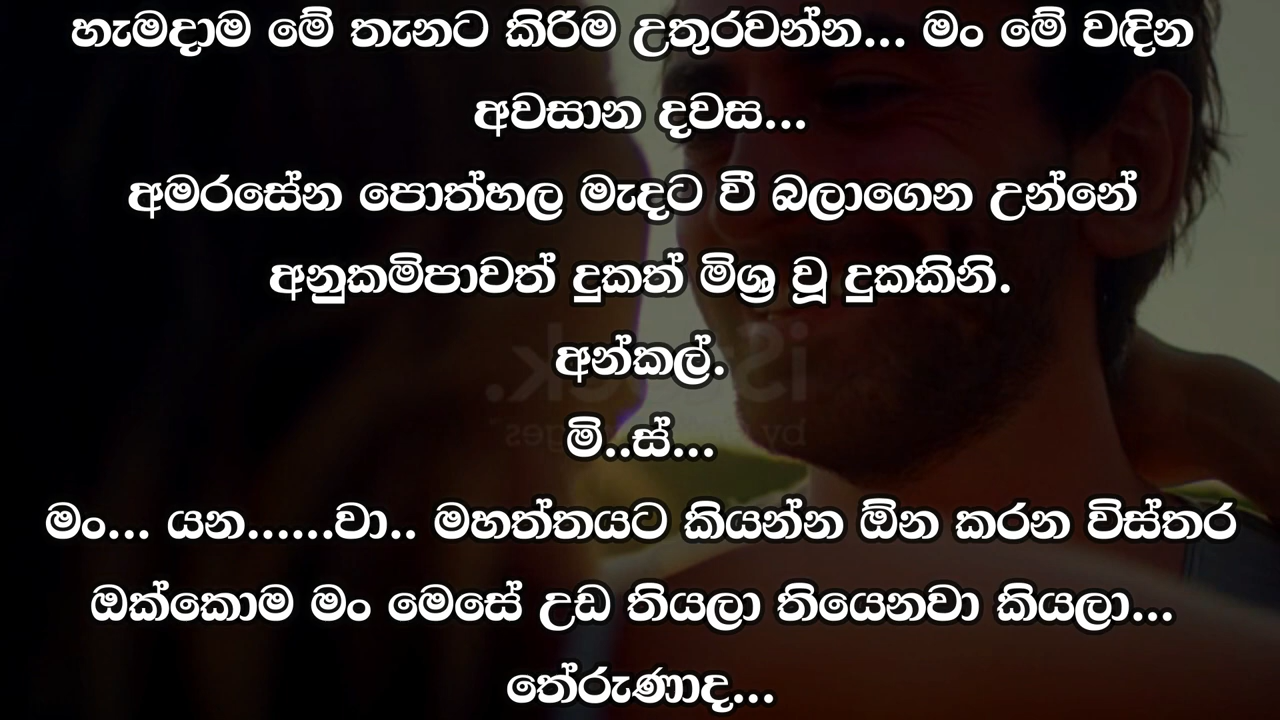 හැමදාම මේ තැනට කිරිම උතුරවන්න... මං මේ වඳින
අවසාන දවස...
අමරසේන පොත්හල මැදට වී බලාගෙන උන්නේ
අනුකමිපාවත් දුකත් මිශ්‍ර වූ දුකකිනි.
අන්කල්.
මි..ස්...
මං... යන......වා.. මහත්තයට කියන්න ඕන කරන විස්තර
ඔක්කොම මං මෙසේ උඩ තියලා තියෙනවා කියලා...
තේරුණාද...